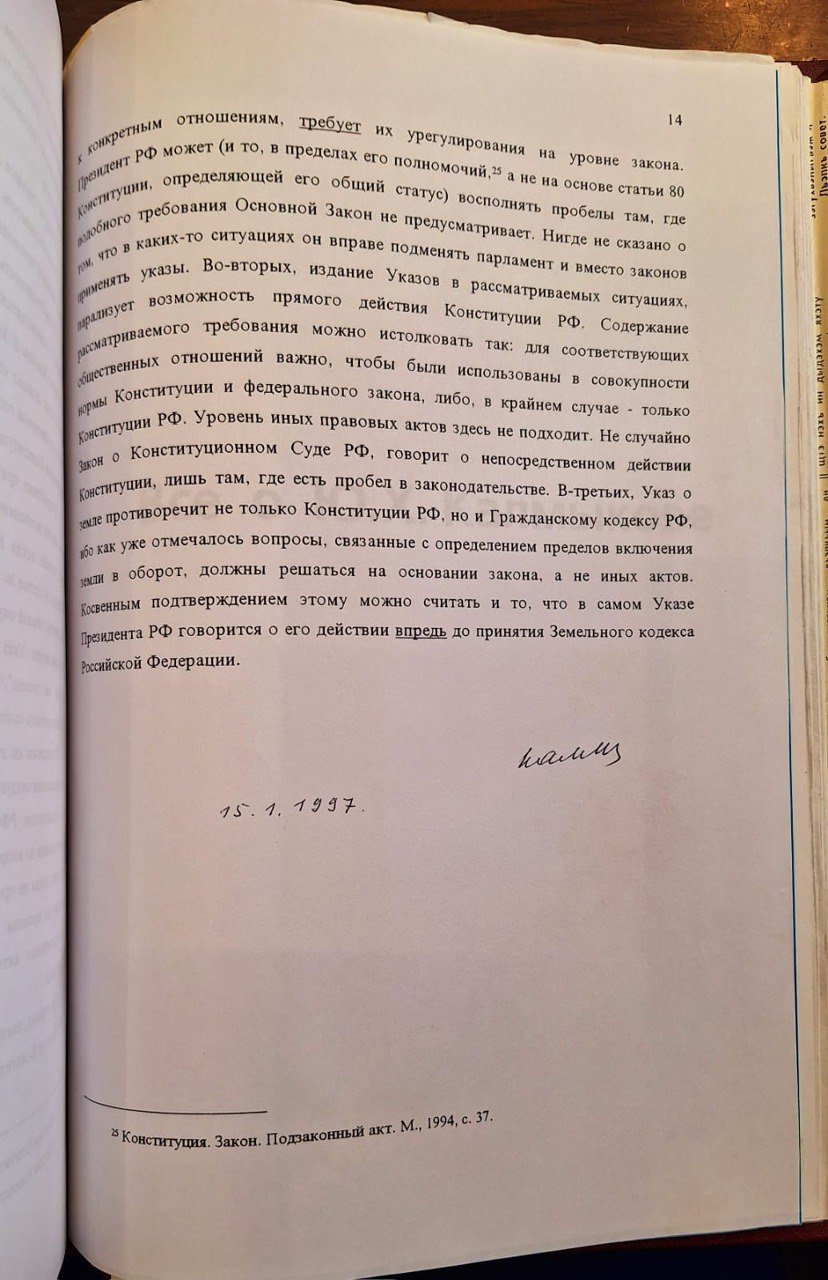 14
к конкретным отношениям, требует их урегулирования на уровне закона.
Президент РФ может (и то, в пределах его полномочий,²⁵ а не на основе статьи 80
Конституции, определяющей его общий статус) восполнять пробелы там, где
подобного требования Основной Закон не предусматривает. Нигде не сказано о
том, что в каких-то ситуациях он вправе подменять парламент и вместо законов
применять указы. Во-вторых, издание Указов в рассматриваемых ситуациях,
парализует возможность прямого действия Конституции РФ. Содержание
рассматриваемого требования можно истолковать так: для соответствующих
общественных отношений важно, чтобы были использованы в совокупности
нормы Конституции и федерального закона, либо, в крайнем случае - только
Конституции РФ. Уровень иных правовых актов здесь не подходит. Не случайно
Закон о Конституционном Суде РФ, говорит о непосредственном действии
Конституции, лишь там, где есть пробел в законодательстве. В-третьих, Указ о
земле противоречит не только Конституции РФ, но и Гражданскому кодексу РФ,
ибо как уже отмечалось вопросы, связанные с определением пределов включения
земли в оборот, должны решаться на основании закона, а не иных актов.
Косвенным подтверждением этому можно считать и то, что в самом Указе
Президента РФ говорится о его действии впредь до принятия Земельного кодекса
Российской Федерации.
15.1.1997.
²⁵ Конституция. Закон. Подзаконный акт. М., 1994, с. 37.